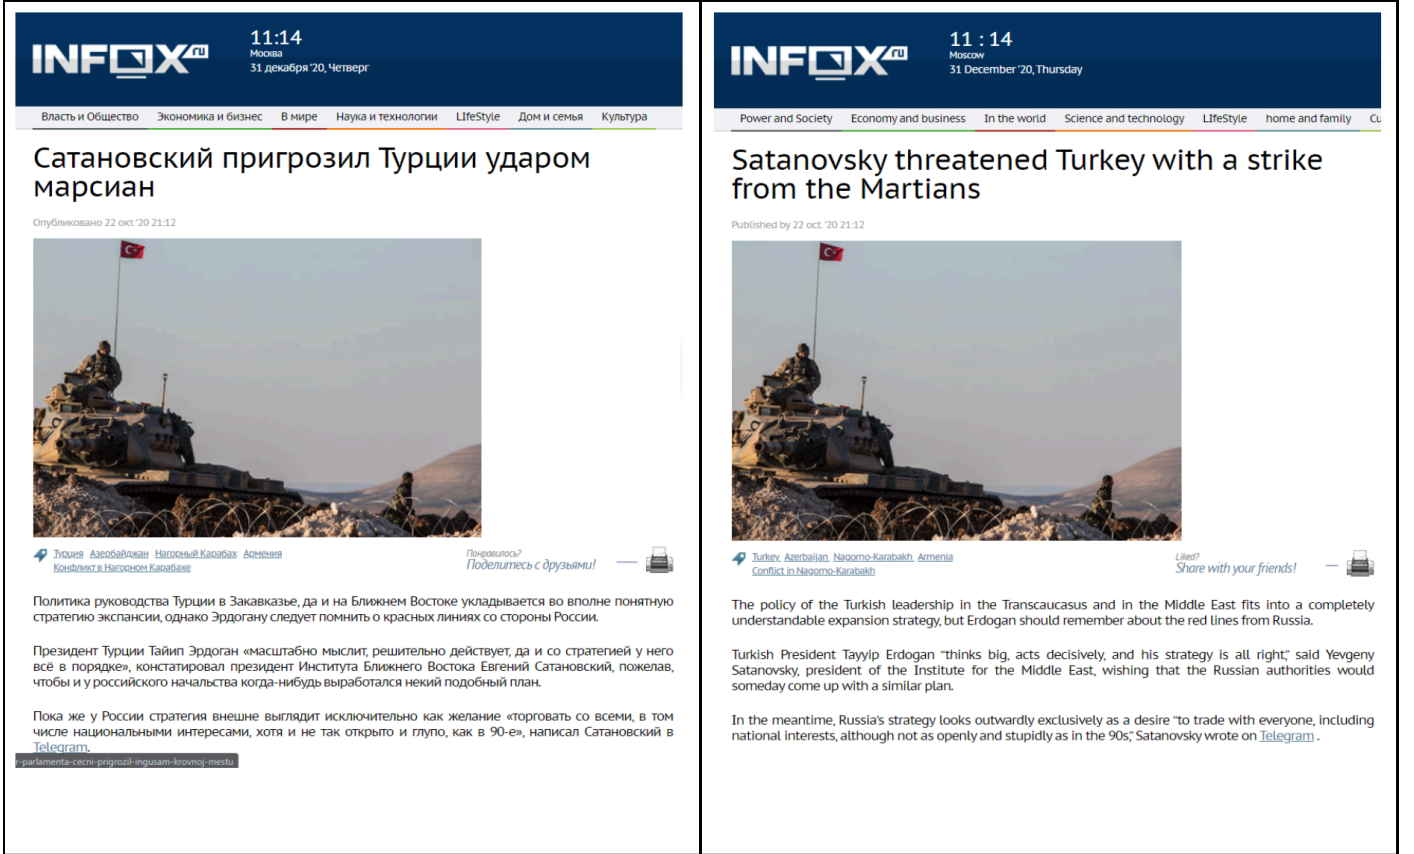 INFOX.ru
11:14
Москва
31 декабря '20, Четверг
Власть и Общество Экономика и бизнес В мире Наука и технологии LIfeStyle Дом и семья Культура
Сатановский пригрозил Турции ударом
марсиан
Опубликовано 22 окт. '20 21:12
Турция Азербайджан Нагорный Карабах Армения
Конфликт в Нагорном Карабахе
Понравилось?
Поделитесь с друзьями!
Политика руководства Турции в Закавказье, да и на Ближнем Востоке укладывается во вполне понятную
стратегию экспансии, однако Эрдогану следует помнить о красных линиях со стороны России.
Президент Турции Тайип Эрдоган «масштабно мыслит, решительно действует, да и со стратегией у него
всё в порядке», констатировал президент Института Ближнего Востока Евгений Сатановский, пожелав,
чтобы и у российского начальства когда-нибудь выработался некий подобный план.
Пока же у России стратегия внешне выглядит исключительно как желание «торговать со всеми, в том
числе национальными интересами, хотя и не так открыто и глупо, как в 90-е», написал Сатановский в
Telegram.
r-parlamenta-cecni-prigrozil-ingusam-krovnoj-mestu
INFOX.ru
11 : 14
Moscow
31 December '20, Thursday
Power and Society Economy and business In the world Science and technology LIfeStyle home and family Cu
Satanovsky threatened Turkey with a strike
from the Martians
Published by 22 oct. '20 21:12
Turkey Azerbaijan Nagorno-Karabakh Armenia
Conflict in Nagorno-Karabakh
Liked?
Share with your friends!
The policy of the Turkish leadership in the Transcaucasus and in the Middle East fits into a completely
understandable expansion strategy, but Erdogan should remember about the red lines from Russia.
Turkish President Tayyip Erdogan "thinks big, acts decisively, and his strategy is all right," said Yevgeny
Satanovsky, president of the Institute for the Middle East, wishing that the Russian authorities would
someday come up with a similar plan.
In the meantime, Russia's strategy looks outwardly exclusively as a desire "to trade with everyone, including
national interests, although not as openly and stupidly as in the 90s," Satanovsky wrote on Telegram .